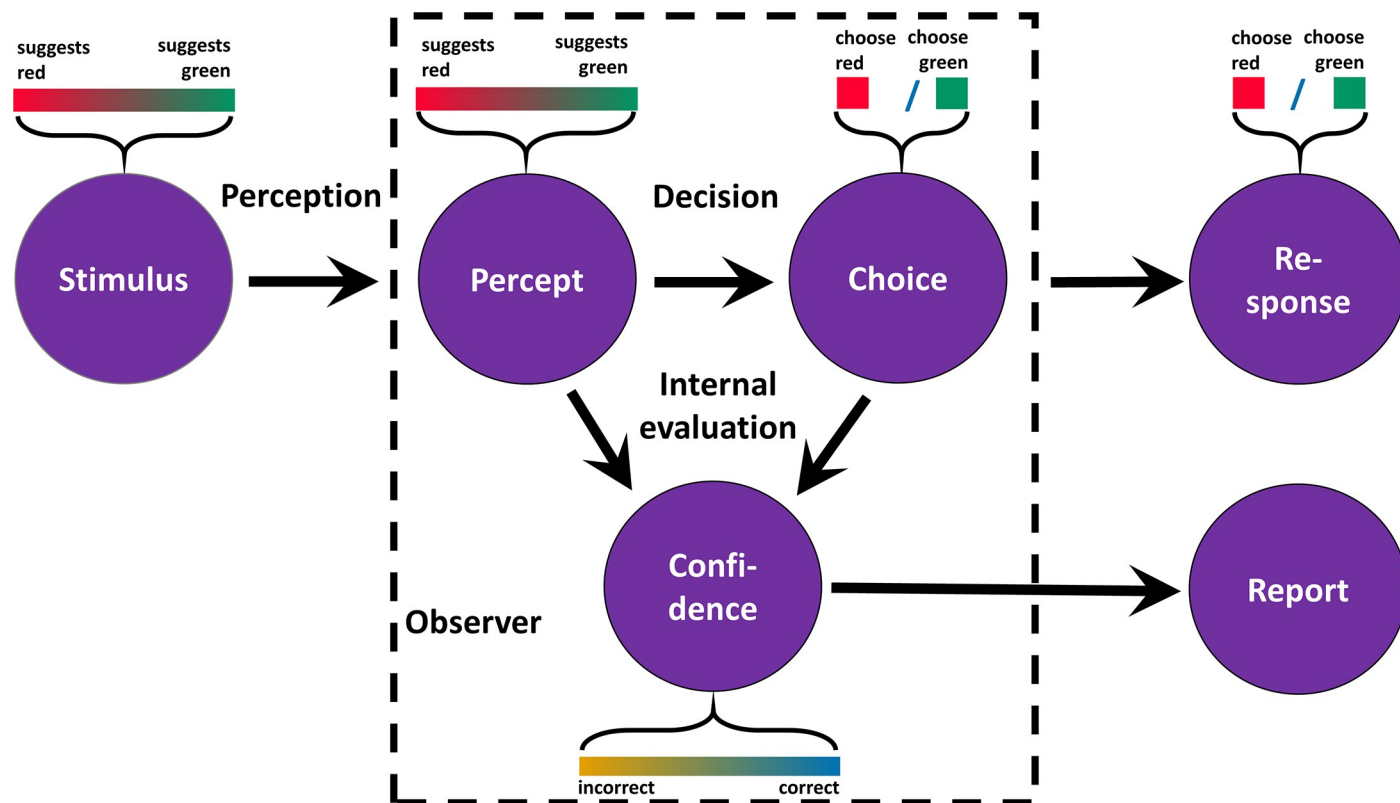 suggests
red
suggests
green
suggests
red
suggests
green
choose
red
/
choose
green
choose
red
/
choose
green
Perception
Decision
Stimulus
Percept
Choice
Re-
sponse
Internal
evaluation
Confi-
dence
Report
Observer
incorrect
correct